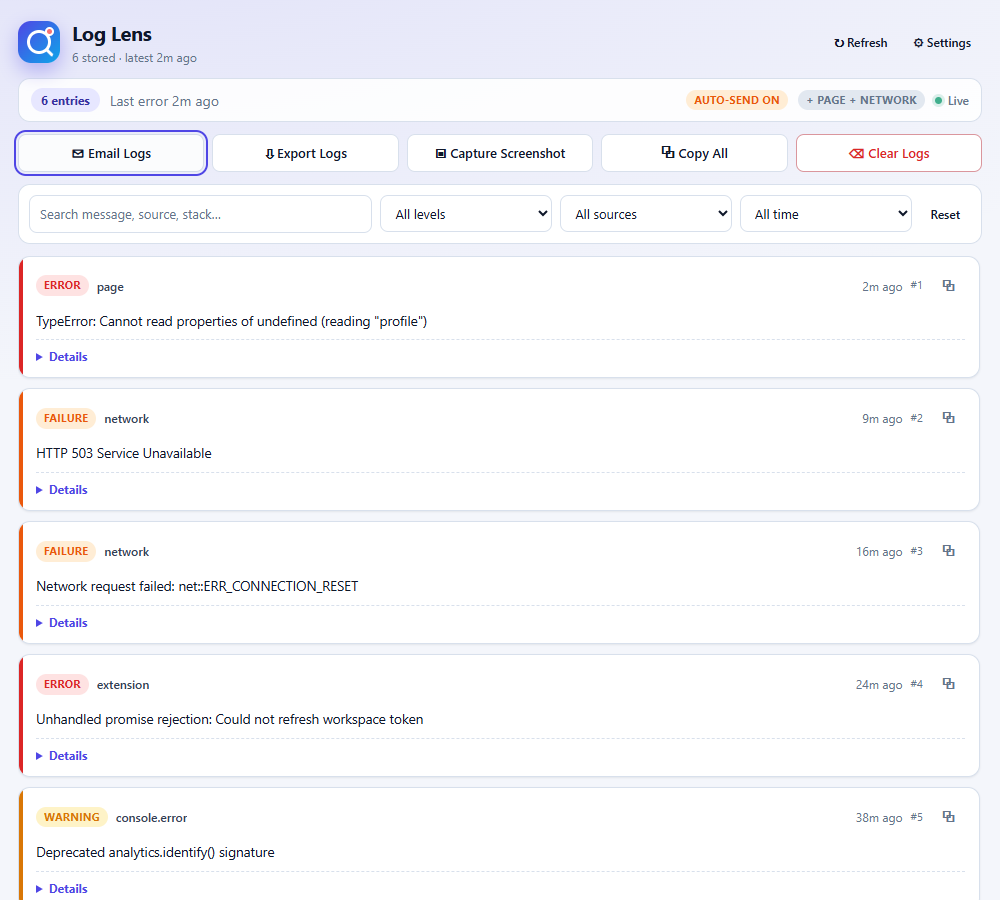 Log Lens
6 stored · latest 2m ago
↻ Refresh
⚙ Settings
6 entries
Last error 2m ago
AUTO-SEND ON
+ PAGE + NETWORK
Live
Email Logs
Export Logs
Capture Screenshot
Copy All
Clear Logs
Search message, source, stack...
All levels
All sources
All time
Reset
ERROR page 2m ago #1
TypeError: Cannot read properties of undefined (reading "profile")
Details
FAILURE network 9m ago #2
HTTP 503 Service Unavailable
Details
FAILURE network 16m ago #3
Network request failed: net::ERR_CONNECTION_RESET
Details
ERROR extension 24m ago #4
Unhandled promise rejection: Could not refresh workspace token
Details
WARNING console.error 38m ago #5
Deprecated analytics.identify() signature
Details